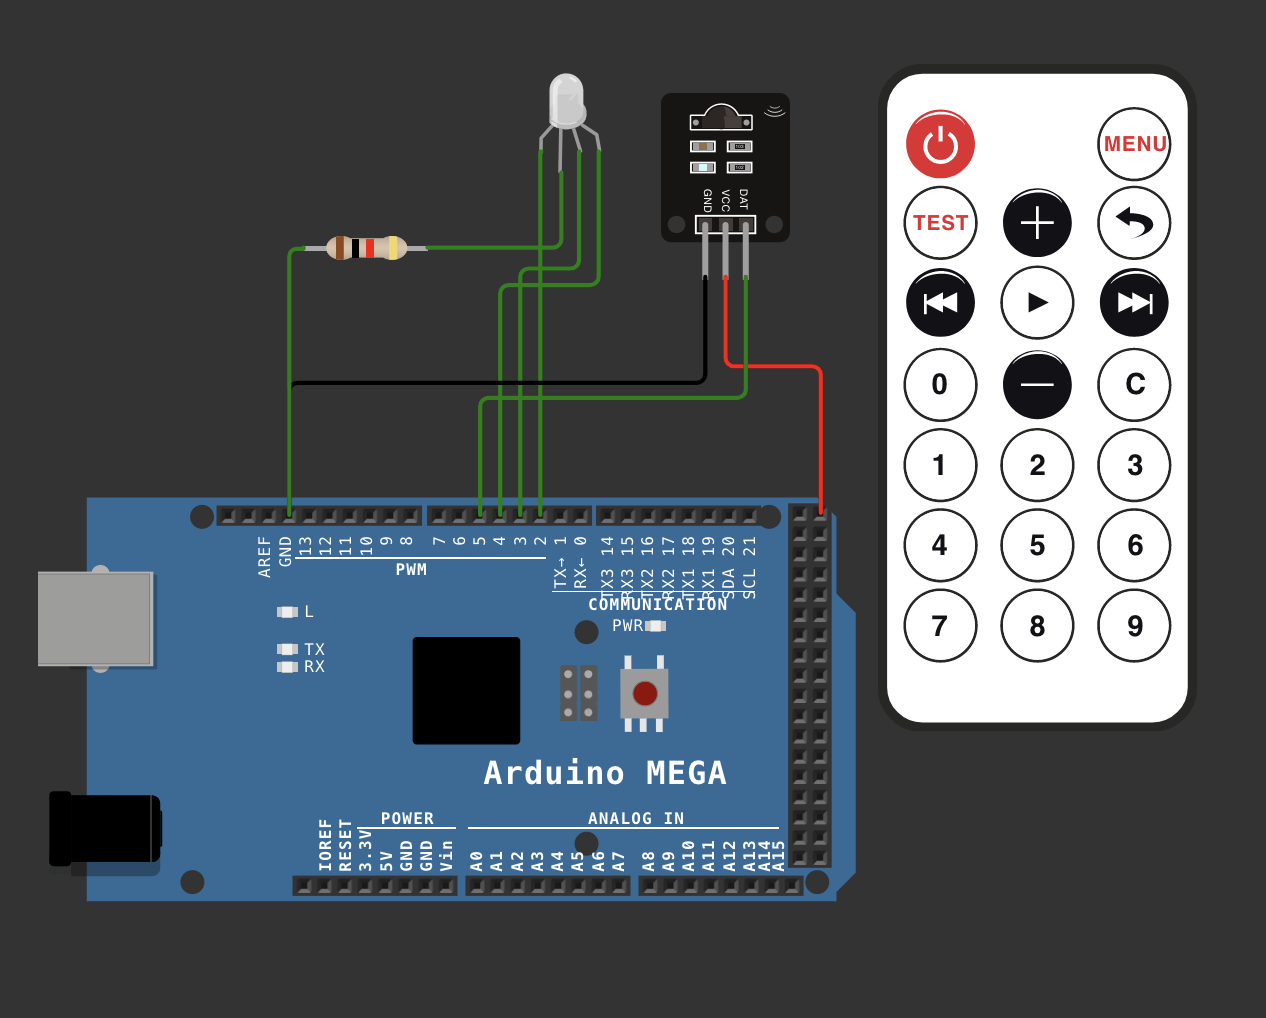 GND
VCC
DAT
MENU
TEST
0
C
1 2 3
4 5 6
7 8 9
AREF
GND
13
12
11
10
9
8
7
6
5
4
3
2
TX→ 1
RX← 0
TX3 14
RX3 15
TX2 16
RX2 17
TX1 18
RX1 19
SDA 20
SCL 21
PWM
COMMUNICATION
L
PWR
TX
RX
Arduino MEGA
POWER
ANALOG IN
IOREF
RESET
3.3V
5V
GND
GND
Vin
A0
A1
A2
A3
A4
A5
A6
A7
A8
A9
A10
A11
A12
A13
A14
A15